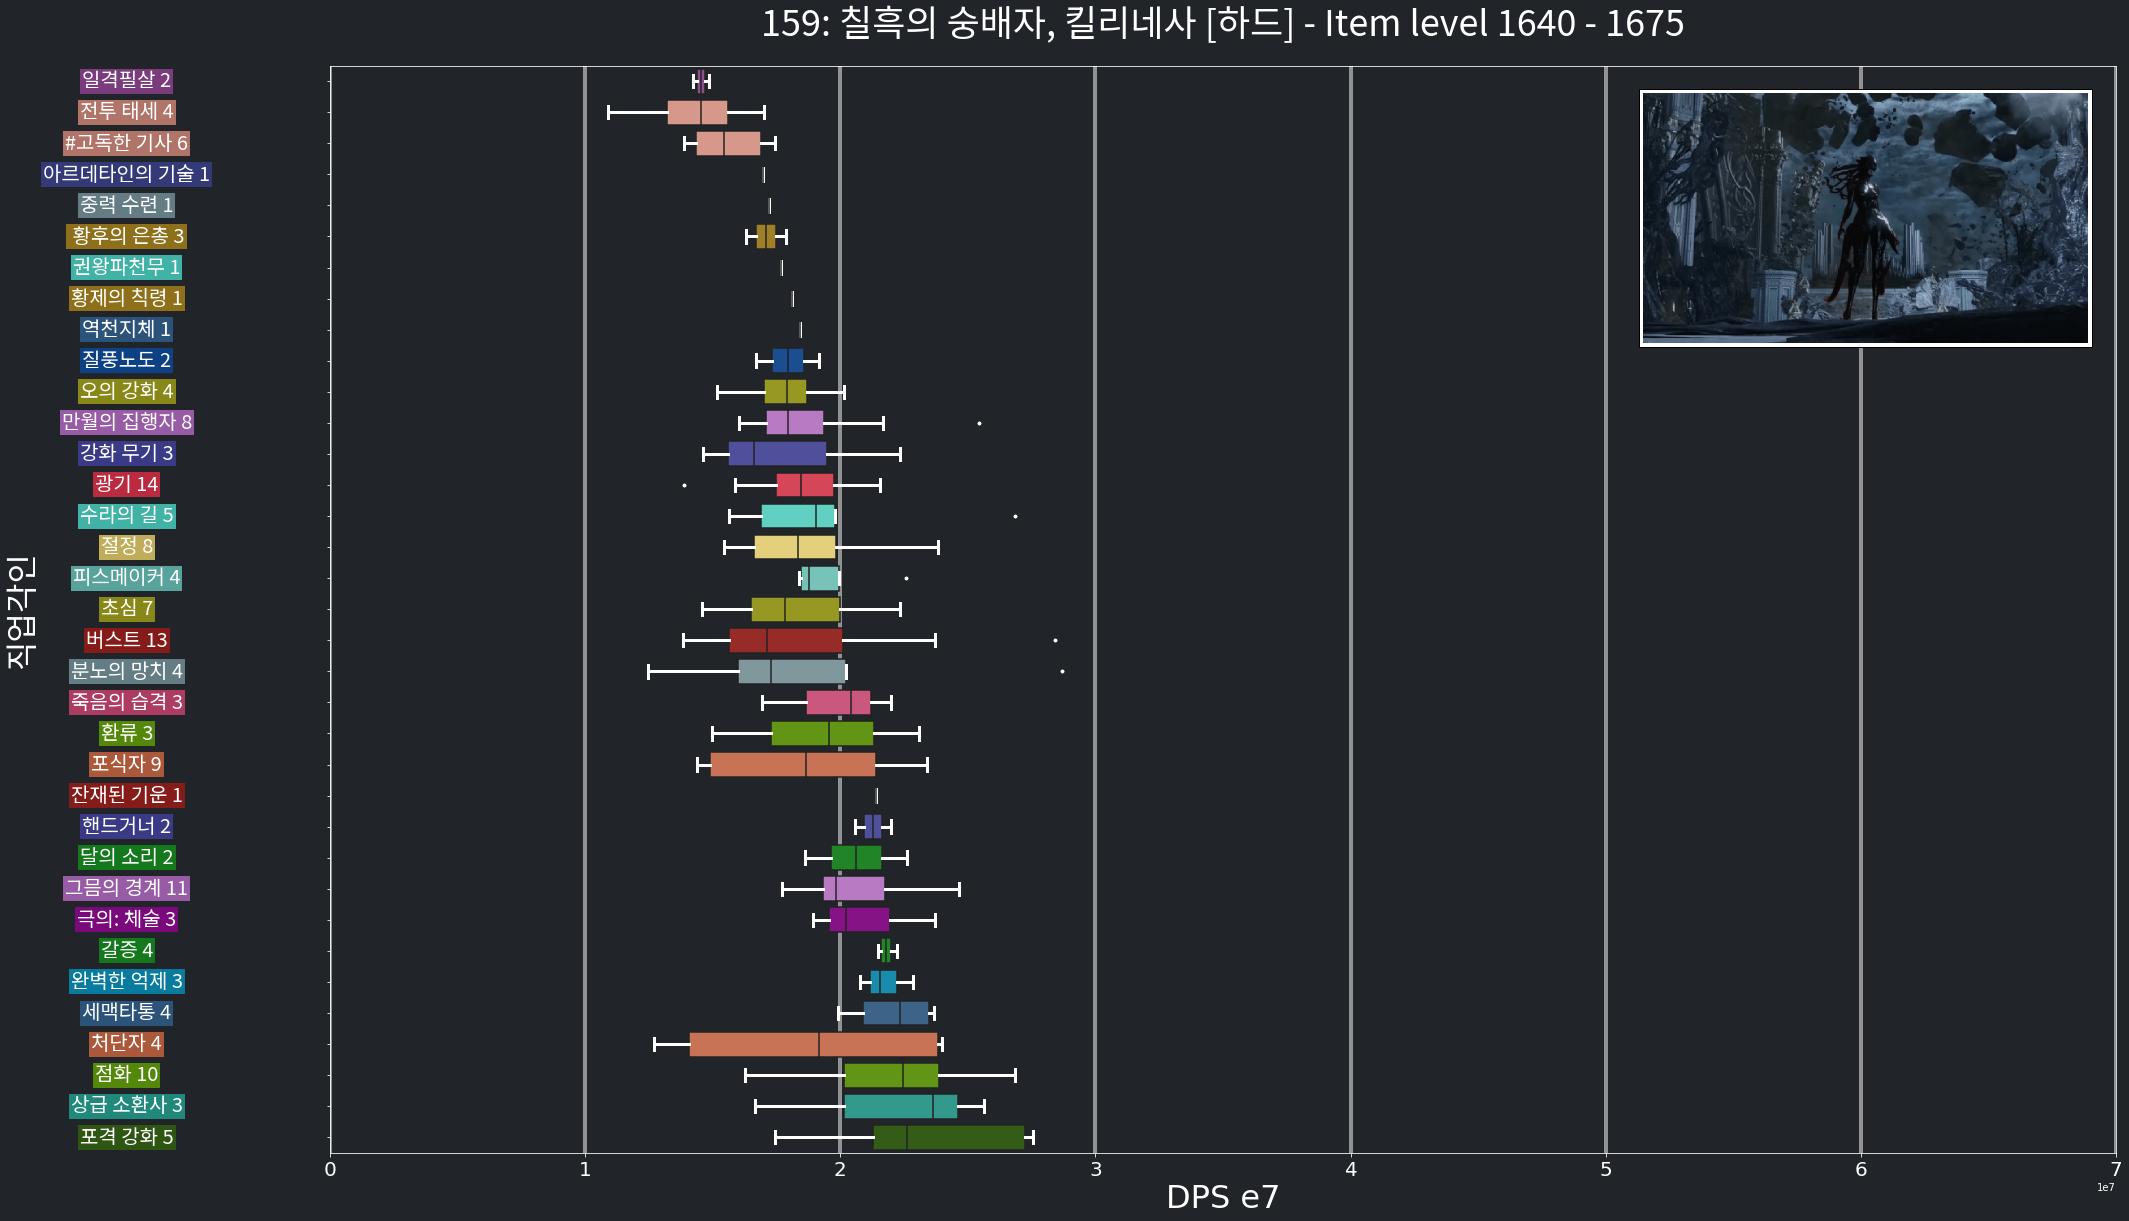 159: 칠흑의 숭배자, 킬리네사 [하드] - Item level 1640 - 1675
일격필살 2
전투 태세 4
#고독한 기사 6
아르데타인의 기술 1
중력 수련 1
황후의 은총 3
권왕파천무 1
황제의 칙령 1
역천지체 1
질풍노도 2
오의 강화 4
만월의 집행자 8
강화 무기 3
광기 14
수라의 길 5
절정 8
피스메이커 4
초심 7
버스트 13
분노의 망치 4
죽음의 습격 3
환류 3
포식자 9
잔재된 기운 1
핸드거너 2
달의 소리 2
그믐의 경계 11
극의: 체술 3
갈증 4
완벽한 억제 3
세맥타통 4
처단자 4
점화 10
상급 소환사 3
포격 강화 5
직업각인
0 1 2 3 4 5 6 7
1e7
DPS e7